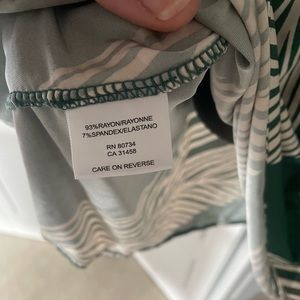 93%RAYON/RAYONNE
7%SPANDEX/ELASTANO
RN 80734
CA 31458
CARE ON REVERSE